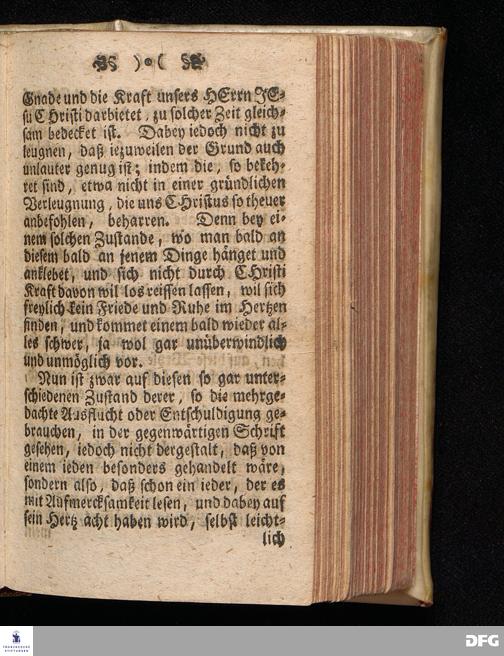 )o(
Gnade und die Kraft unsers HErrn JE-
su CHristi darbietet, zu solcher Zeit gleich-
sam bedecket ist. Dabey iedoch nicht zu
leugnen, daß iezuweilen der Grund auch
unlauter genug ist; indem die, so bekeh-
ret sind, etwa nicht in einer gründlichen
Verleugnung, die uns CHristus so theuer
anbefohlen, beharren. Denn bey ei-
nem solchen Zustande, wo man bald an
diesem bald an jenem Dinge hänget und
anklebet, und sich nicht durch CHristi
Kraft davon wil los reissen lassen, wil sich
freylich kein Friede und Ruhe im Hertzen
finden, und kommet einem bald wieder al-
les schwer, ja wol gar unüberwindlich
und unmöglich vor.
Nun ist zwar auf diesen so gar unter-
schiedenen Zustand derer, so die mehrge-
dachte Ausflucht oder Entschuldigung ge-
brauchen, in der gegenwärtigen Schrift
gesehen, iedoch nicht dergestalt, daß von
einem ieden besonders gehandelt wäre,
sondern also, daß schon ein ieder, der es
mit Aufmercksamkeit lesen, und dabey auf
sein Hertz acht haben wird, selbst leicht-
lich
FRANCKESCHE
STIFTUNGEN
DFG